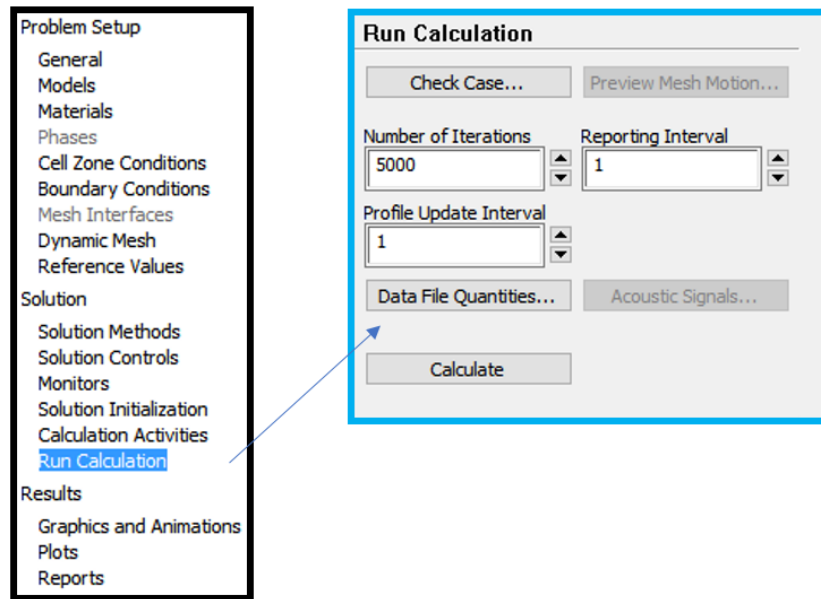 Problem Setup
General
Models
Materials
Phases
Cell Zone Conditions
Boundary Conditions
Mesh Interfaces
Dynamic Mesh
Reference Values
Solution
Solution Methods
Solution Controls
Monitors
Solution Initialization
Calculation Activities
Run Calculation
Results
Graphics and Animations
Plots
Reports
Run Calculation
Check Case... Preview Mesh Motion...
Number of Iterations Reporting Interval
5000 1
Profile Update Interval
1
Data File Quantities... Acoustic Signals...
Calculate